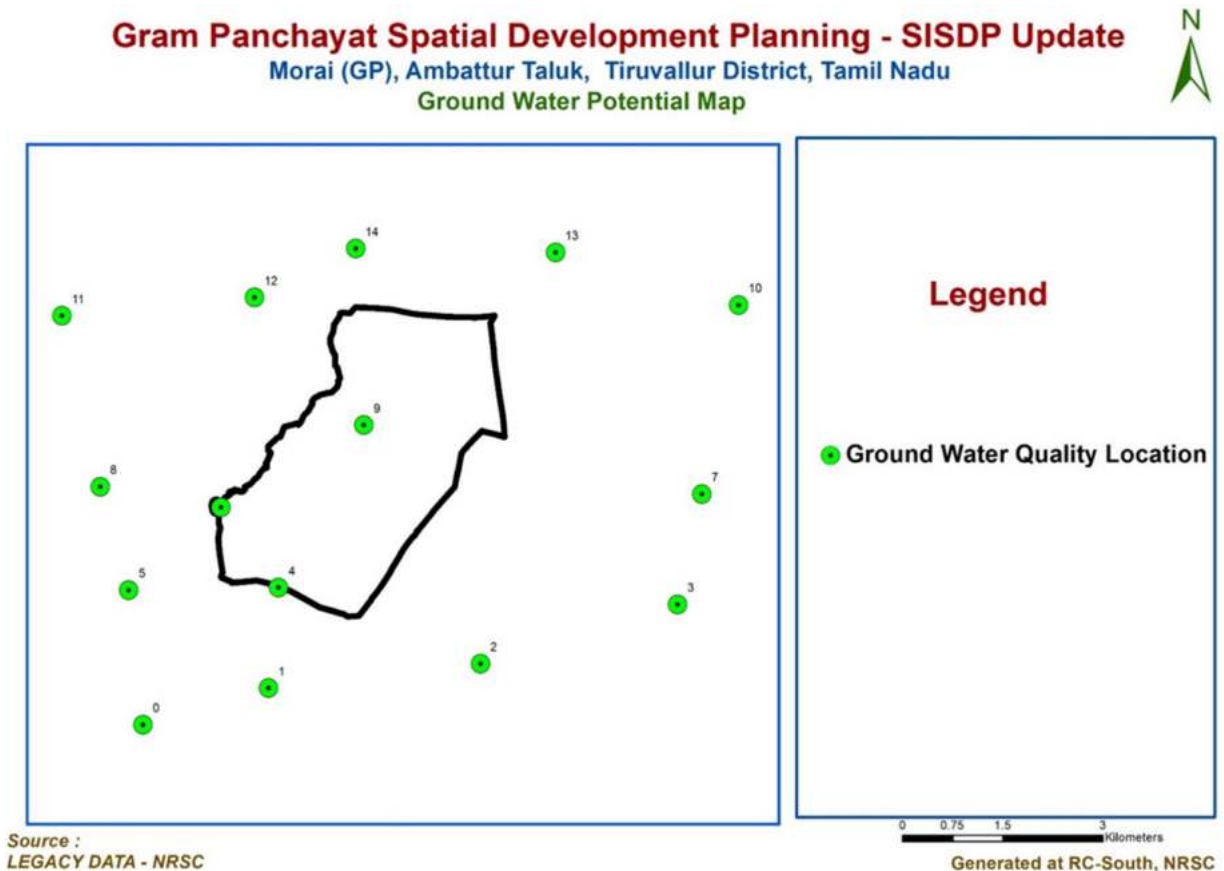 Gram Panchayat Spatial Development Planning - SISDP Update
N
Morai (GP), Ambattur Taluk, Tiruvallur District, Tamil Nadu
Ground Water Potential Map
14
13
12
10
11
Legend
9
Ground Water Quality Location
8
7
4
5
3
2
1
0
0 0.75 1.5 3
Kilometers
Source :
LEGACY DATA - NRSC
Generated at RC-South, NRSC